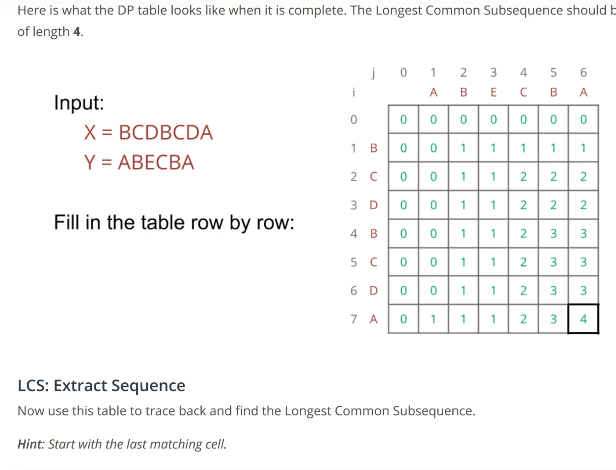 Here is what the DP table looks like when it is complete. The Longest Common Subsequence should
of length 4.
j 0 1 2 3 4 5 6
i A B E C B A
Input:
0 0 0 0 0 0 0 0
X = BCDBCDA
1 B 0 0 1 1 1 1 1
Y = ABECBA
2 C 0 0 1 1 2 2 2
3 D 0 0 1 1 2 2 2
Fill in the table row by row:
4 B 0 0 1 1 2 3 3
5 C 0 0 1 1 2 3 3
6 D 0 0 1 1 2 3 3
7 A 0 1 1 1 2 3 4
LCS: Extract Sequence
Now use this table to trace back and find the Longest Common Subsequence.
Hint: Start with the last matching cell.